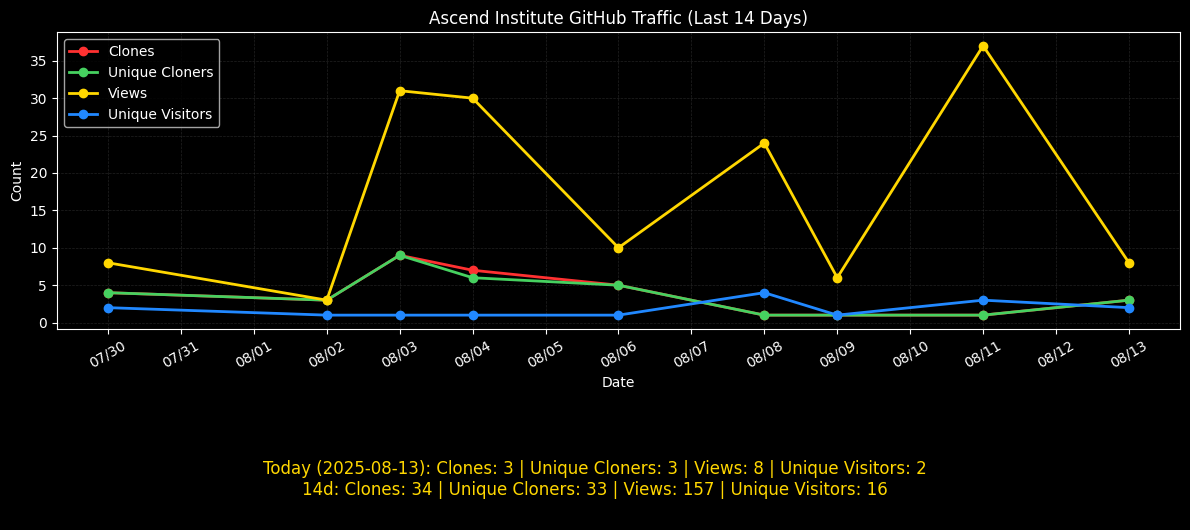 Ascend Institute GitHub Traffic (Last 14 Days)
Clones
Unique Cloners
Views
Unique Visitors
Count
35
30
25
20
15
10
5
0
07/30
07/31
08/01
08/02
08/03
08/04
08/05
08/06
08/07
08/08
08/09
08/10
08/11
08/12
08/13
Date
Today (2025-08-13): Clones: 3 | Unique Cloners: 3 | Views: 8 | Unique Visitors: 2
14d: Clones: 34 | Unique Cloners: 33 | Views: 157 | Unique Visitors: 16